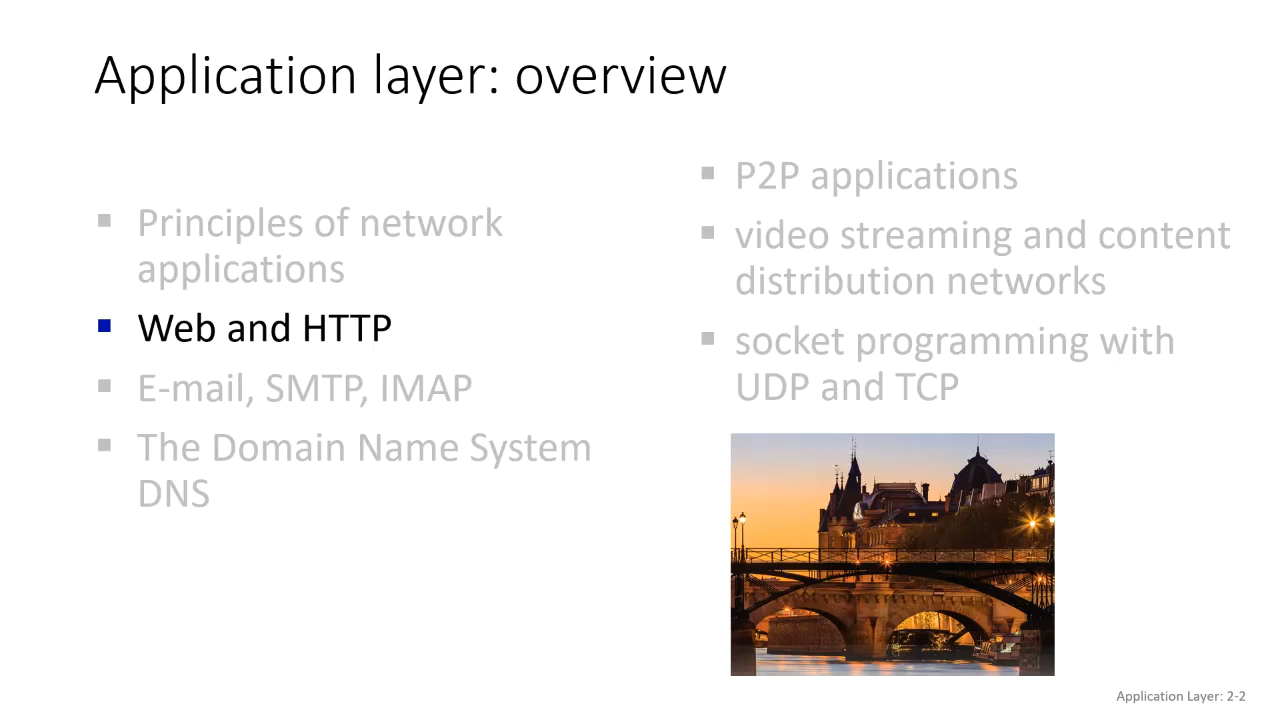 Application layer: overview
Principles of network
applications
Web and HTTP
E-mail, SMTP, IMAP
The Domain Name System
DNS
P2P applications
video streaming and content
distribution networks
socket programming with
UDP and TCP
Application Layer: 2-2